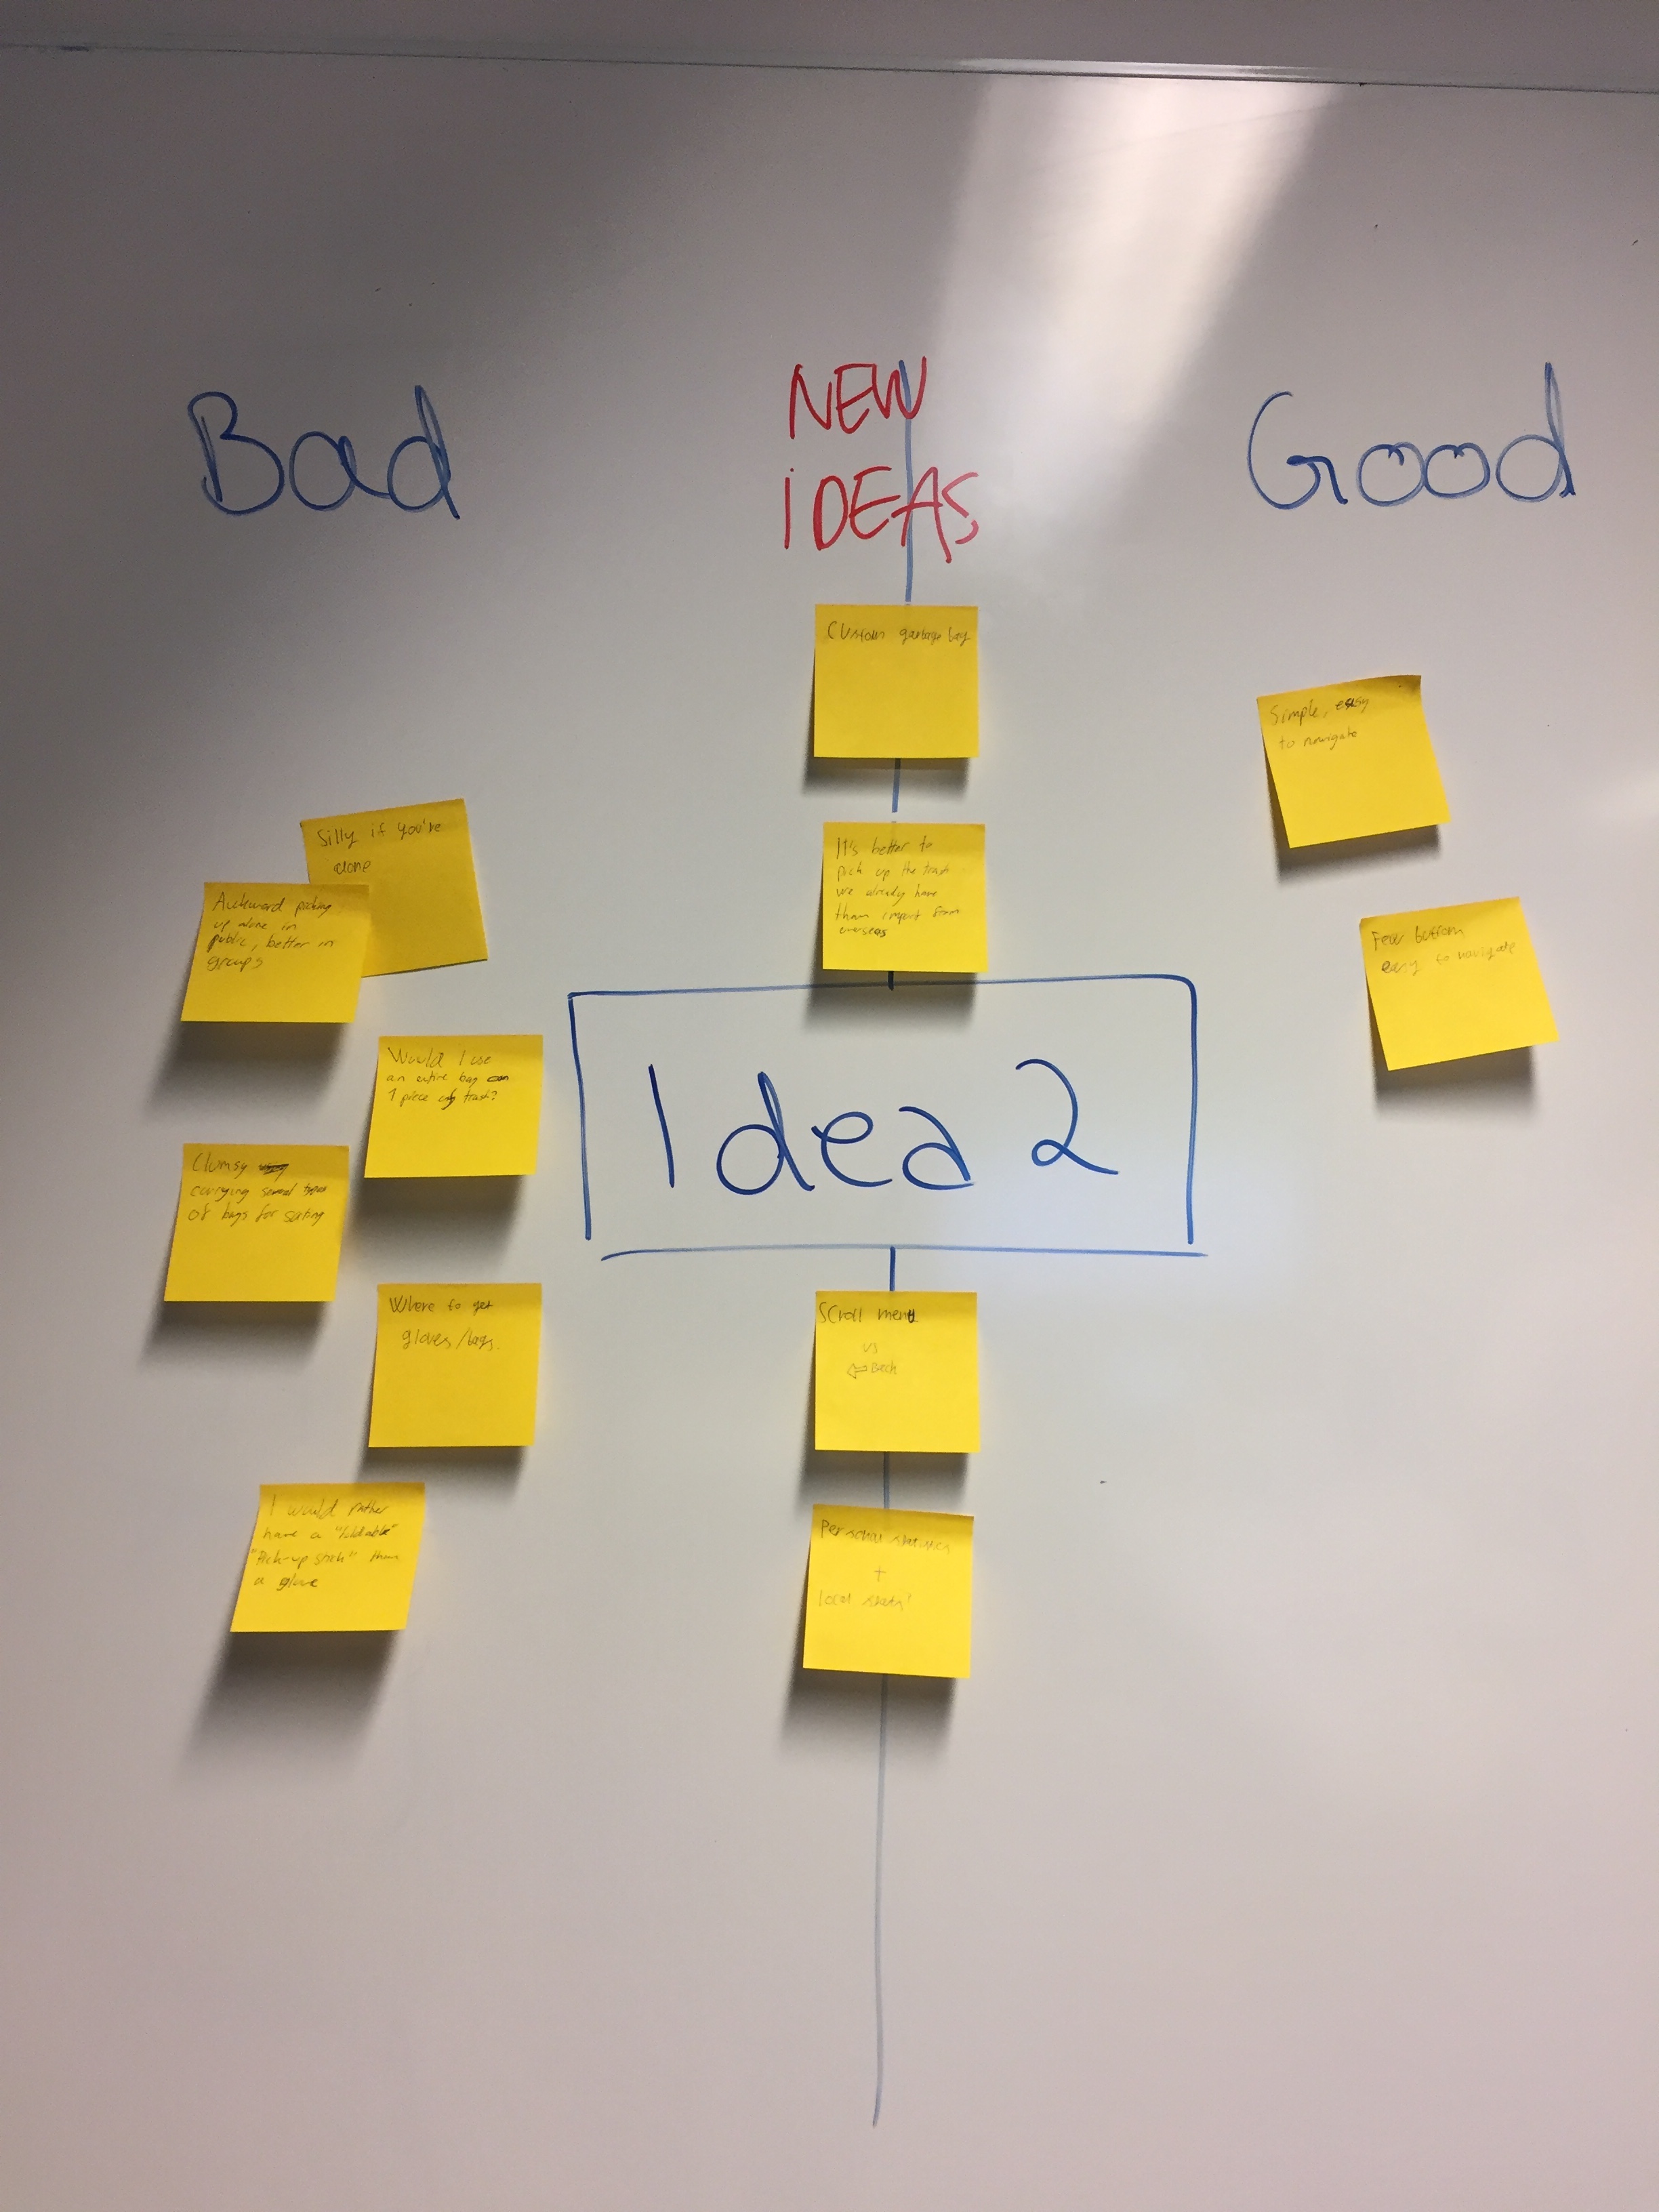 Bad
NEW
IDEAS
Good
Custom garbage bag
Simple, easy
to navigate
Silly if you're
alone
It's better to
pick up the trash
we already have
than import from
overseas
Awkward picking
up alone in
public, better in
groups
Few buttom
easy to navigate
Would I use
an entire bag on
1 piece of trash?
Idea 2
Clumsy
carrying several types
of bags for sorting
Where to get
gloves/bags.
Scroll menu
vs
Back
I would rather
have a "foldable"
"Pick-up stick" than
a glove
Personal statistics
+
local